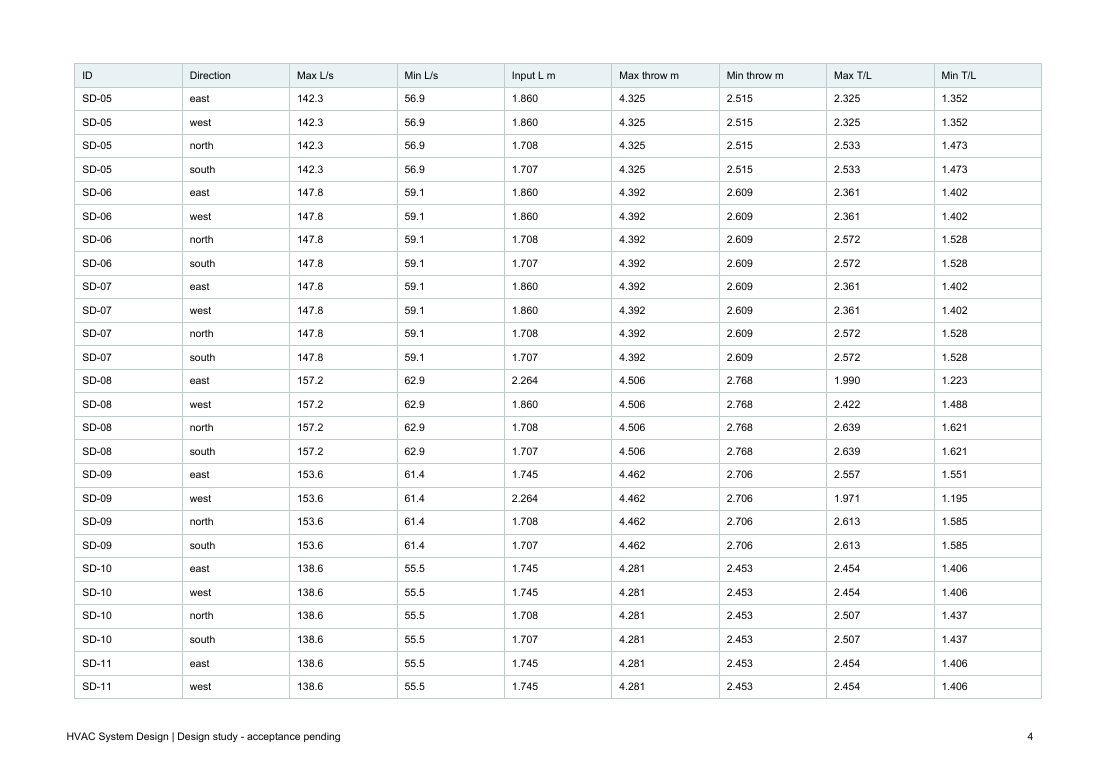 ID Direction Max L/s Min L/s Input L m Max throw m Min throw m Max T/L Min T/L
SD-05 east 142.3 56.9 1.860 4.325 2.515 2.325 1.352
SD-05 west 142.3 56.9 1.860 4.325 2.515 2.325 1.352
SD-05 north 142.3 56.9 1.708 4.325 2.515 2.533 1.473
SD-05 south 142.3 56.9 1.707 4.325 2.515 2.533 1.473
SD-06 east 147.8 59.1 1.860 4.392 2.609 2.361 1.402
SD-06 west 147.8 59.1 1.860 4.392 2.609 2.361 1.402
SD-06 north 147.8 59.1 1.708 4.392 2.609 2.572 1.528
SD-06 south 147.8 59.1 1.707 4.392 2.609 2.572 1.528
SD-07 east 147.8 59.1 1.860 4.392 2.609 2.361 1.402
SD-07 west 147.8 59.1 1.860 4.392 2.609 2.361 1.402
SD-07 north 147.8 59.1 1.708 4.392 2.609 2.572 1.528
SD-07 south 147.8 59.1 1.707 4.392 2.609 2.572 1.528
SD-08 east 157.2 62.9 2.264 4.506 2.768 1.990 1.223
SD-08 west 157.2 62.9 1.860 4.506 2.768 2.422 1.488
SD-08 north 157.2 62.9 1.708 4.506 2.768 2.639 1.621
SD-08 south 157.2 62.9 1.707 4.506 2.768 2.639 1.621
SD-09 east 153.6 61.4 1.745 4.462 2.706 2.557 1.551
SD-09 west 153.6 61.4 2.264 4.462 2.706 1.971 1.195
SD-09 north 153.6 61.4 1.708 4.462 2.706 2.613 1.585
SD-09 south 153.6 61.4 1.707 4.462 2.706 2.613 1.585
SD-10 east 138.6 55.5 1.745 4.281 2.453 2.454 1.406
SD-10 west 138.6 55.5 1.745 4.281 2.453 2.454 1.406
SD-10 north 138.6 55.5 1.708 4.281 2.453 2.507 1.437
SD-10 south 138.6 55.5 1.707 4.281 2.453 2.507 1.437
SD-11 east 138.6 55.5 1.745 4.281 2.453 2.454 1.406
SD-11 west 138.6 55.5 1.745 4.281 2.453 2.454 1.406
HVAC System Design | Design study - acceptance pending 4